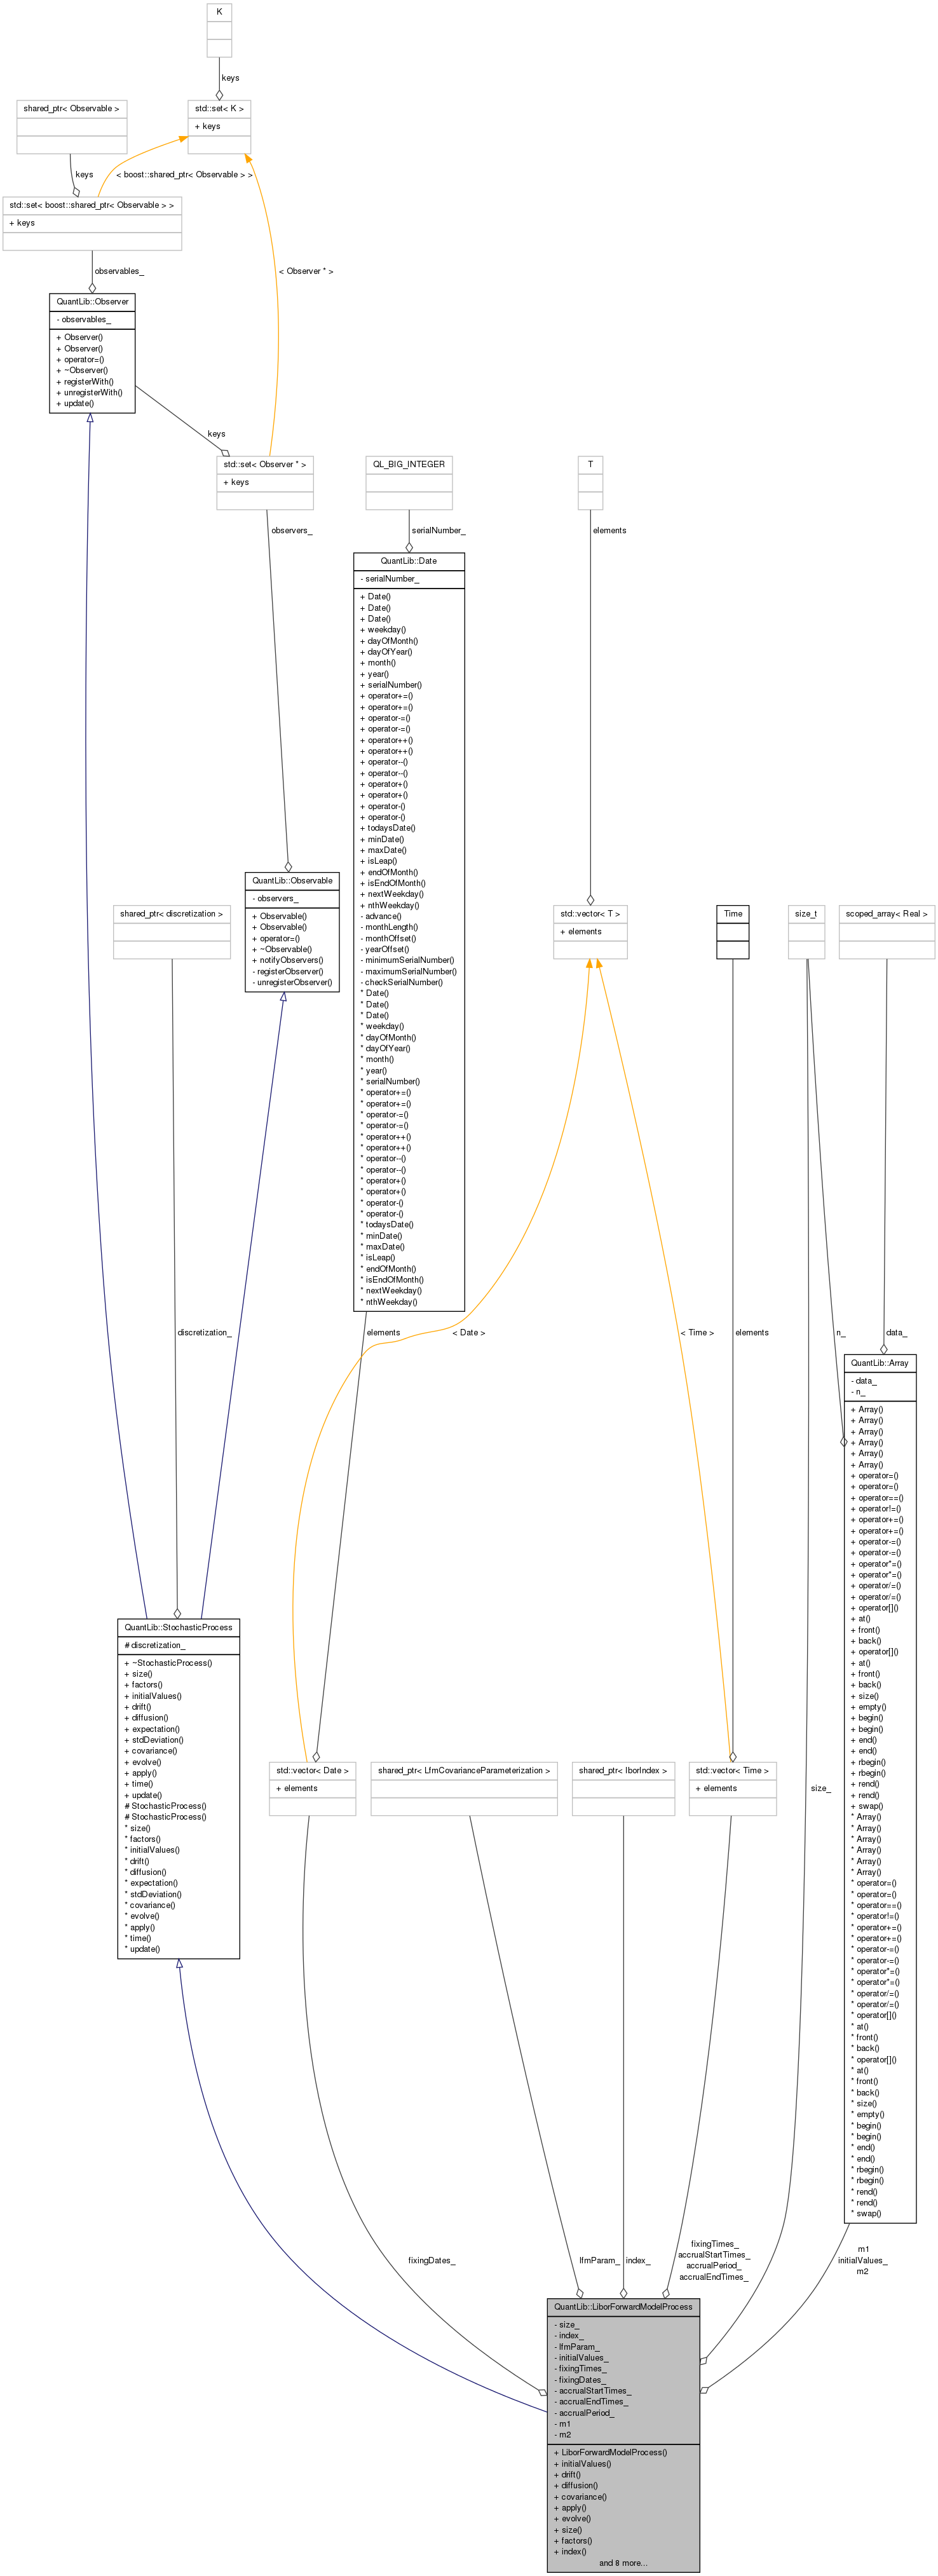 K
keys
shared_ptr< Observable >
std::set< K >
+ keys
keys
< boost::shared_ptr< Observable > >
std::set< boost::shared_ptr< Observable > >
+ keys
observables_
< Observer * >
QuantLib::Observer
- observables_
+ Observer()
+ Observer()
+ operator=()
+ ~Observer()
+ registerWith()
+ unregisterWith()
+ update()
keys
std::set< Observer * >
+ keys
observers_
QL_BIG_INTEGER
serialNumber_
T
elements
QuantLib::Date
- serialNumber_
+ Date()
+ Date()
+ Date()
+ weekday()
+ dayOfMonth()
+ dayOfYear()
+ month()
+ year()
+ serialNumber()
+ operator+=()
+ operator+=()
+ operator-=()
+ operator-=()
+ operator++()
+ operator++()
+ operator--()
+ operator--()
+ operator+()
+ operator+()
+ operator-()
+ operator-()
+ todaysDate()
+ minDate()
+ maxDate()
+ isLeap()
+ endOfMonth()
+ isEndOfMonth()
+ nextWeekday()
+ nthWeekday()
- advance()
- monthLength()
- monthOffset()
- yearOffset()
- minimumSerialNumber()
- maximumSerialNumber()
- checkSerialNumber()
* Date()
* Date()
* Date()
* weekday()
* dayOfMonth()
* dayOfYear()
* month()
* year()
* serialNumber()
* operator+=()
* operator+=()
* operator-=()
* operator-=()
* operator++()
* operator++()
* operator--()
* operator--()
* operator+()
* operator+()
* operator-()
* operator-()
* todaysDate()
* minDate()
* maxDate()
* isLeap()
* endOfMonth()
* isEndOfMonth()
* nextWeekday()
* nthWeekday()
QuantLib::Observable
- observers_
+ Observable()
+ Observable()
+ operator=()
+ ~Observable()
+ notifyObservers()
- registerObserver()
- unregisterObserver()
shared_ptr< discretization >
std::vector< T >
+ elements
Time
size_t
scoped_array< Real >
discretization_
elements
< Date >
< Time >
elements
n_
data_
QuantLib::Array
- data_
- n_
+ Array()
+ Array()
+ Array()
+ Array()
+ Array()
+ Array()
+ operator=()
+ operator=()
+ operator==()
+ operator!=()
+ operator+=()
+ operator+=()
+ operator-=()
+ operator-=()
+ operator*=()
+ operator*=()
+ operator/=()
+ operator/=()
+ operator[]()
+ at()
+ front()
+ back()
+ operator[]()
+ at()
+ front()
+ back()
+ size()
+ empty()
+ begin()
+ begin()
+ end()
+ end()
+ rbegin()
+ rbegin()
+ rend()
+ rend()
+ swap()
* Array()
* Array()
* Array()
* Array()
* Array()
* Array()
* operator=()
* operator=()
* operator==()
* operator!=()
* operator+=()
* operator+=()
* operator-=()
* operator-=()
* operator*=()
* operator*=()
* operator/=()
* operator/=()
* operator[]()
* at()
* front()
* back()
* operator[]()
* at()
* front()
* back()
* size()
* empty()
* begin()
* begin()
* end()
* end()
* rbegin()
* rbegin()
* rend()
* rend()
* swap()
QuantLib::StochasticProcess
# discretization_
+ ~StochasticProcess()
+ size()
+ factors()
+ initialValues()
+ drift()
+ diffusion()
+ expectation()
+ stdDeviation()
+ covariance()
+ evolve()
+ apply()
+ time()
+ update()
# StochasticProcess()
# StochasticProcess()
* size()
* factors()
* initialValues()
* drift()
* diffusion()
* expectation()
* stdDeviation()
* covariance()
* evolve()
* apply()
* time()
* update()
std::vector< Date >
+ elements
shared_ptr< LfmCovarianceParameterization >
shared_ptr< IborIndex >
std::vector< Time >
+ elements
size_
fixingDates_
lfmParam_
index_
fixingTimes_
accrualStartTimes_
accrualPeriod_
accrualEndTimes_
m1
initialValues_
m2
QuantLib::LiborForwardModelProcess
- size_
- index_
- lfmParam_
- initialValues_
- fixingTimes_
- fixingDates_
- accrualStartTimes_
- accrualEndTimes_
- accrualPeriod_
- m1
- m2
+ LiborForwardModelProcess()
+ initialValues()
+ drift()
+ diffusion()
+ covariance()
+ apply()
+ evolve()
+ size()
+ factors()
+ index()
and 8 more...